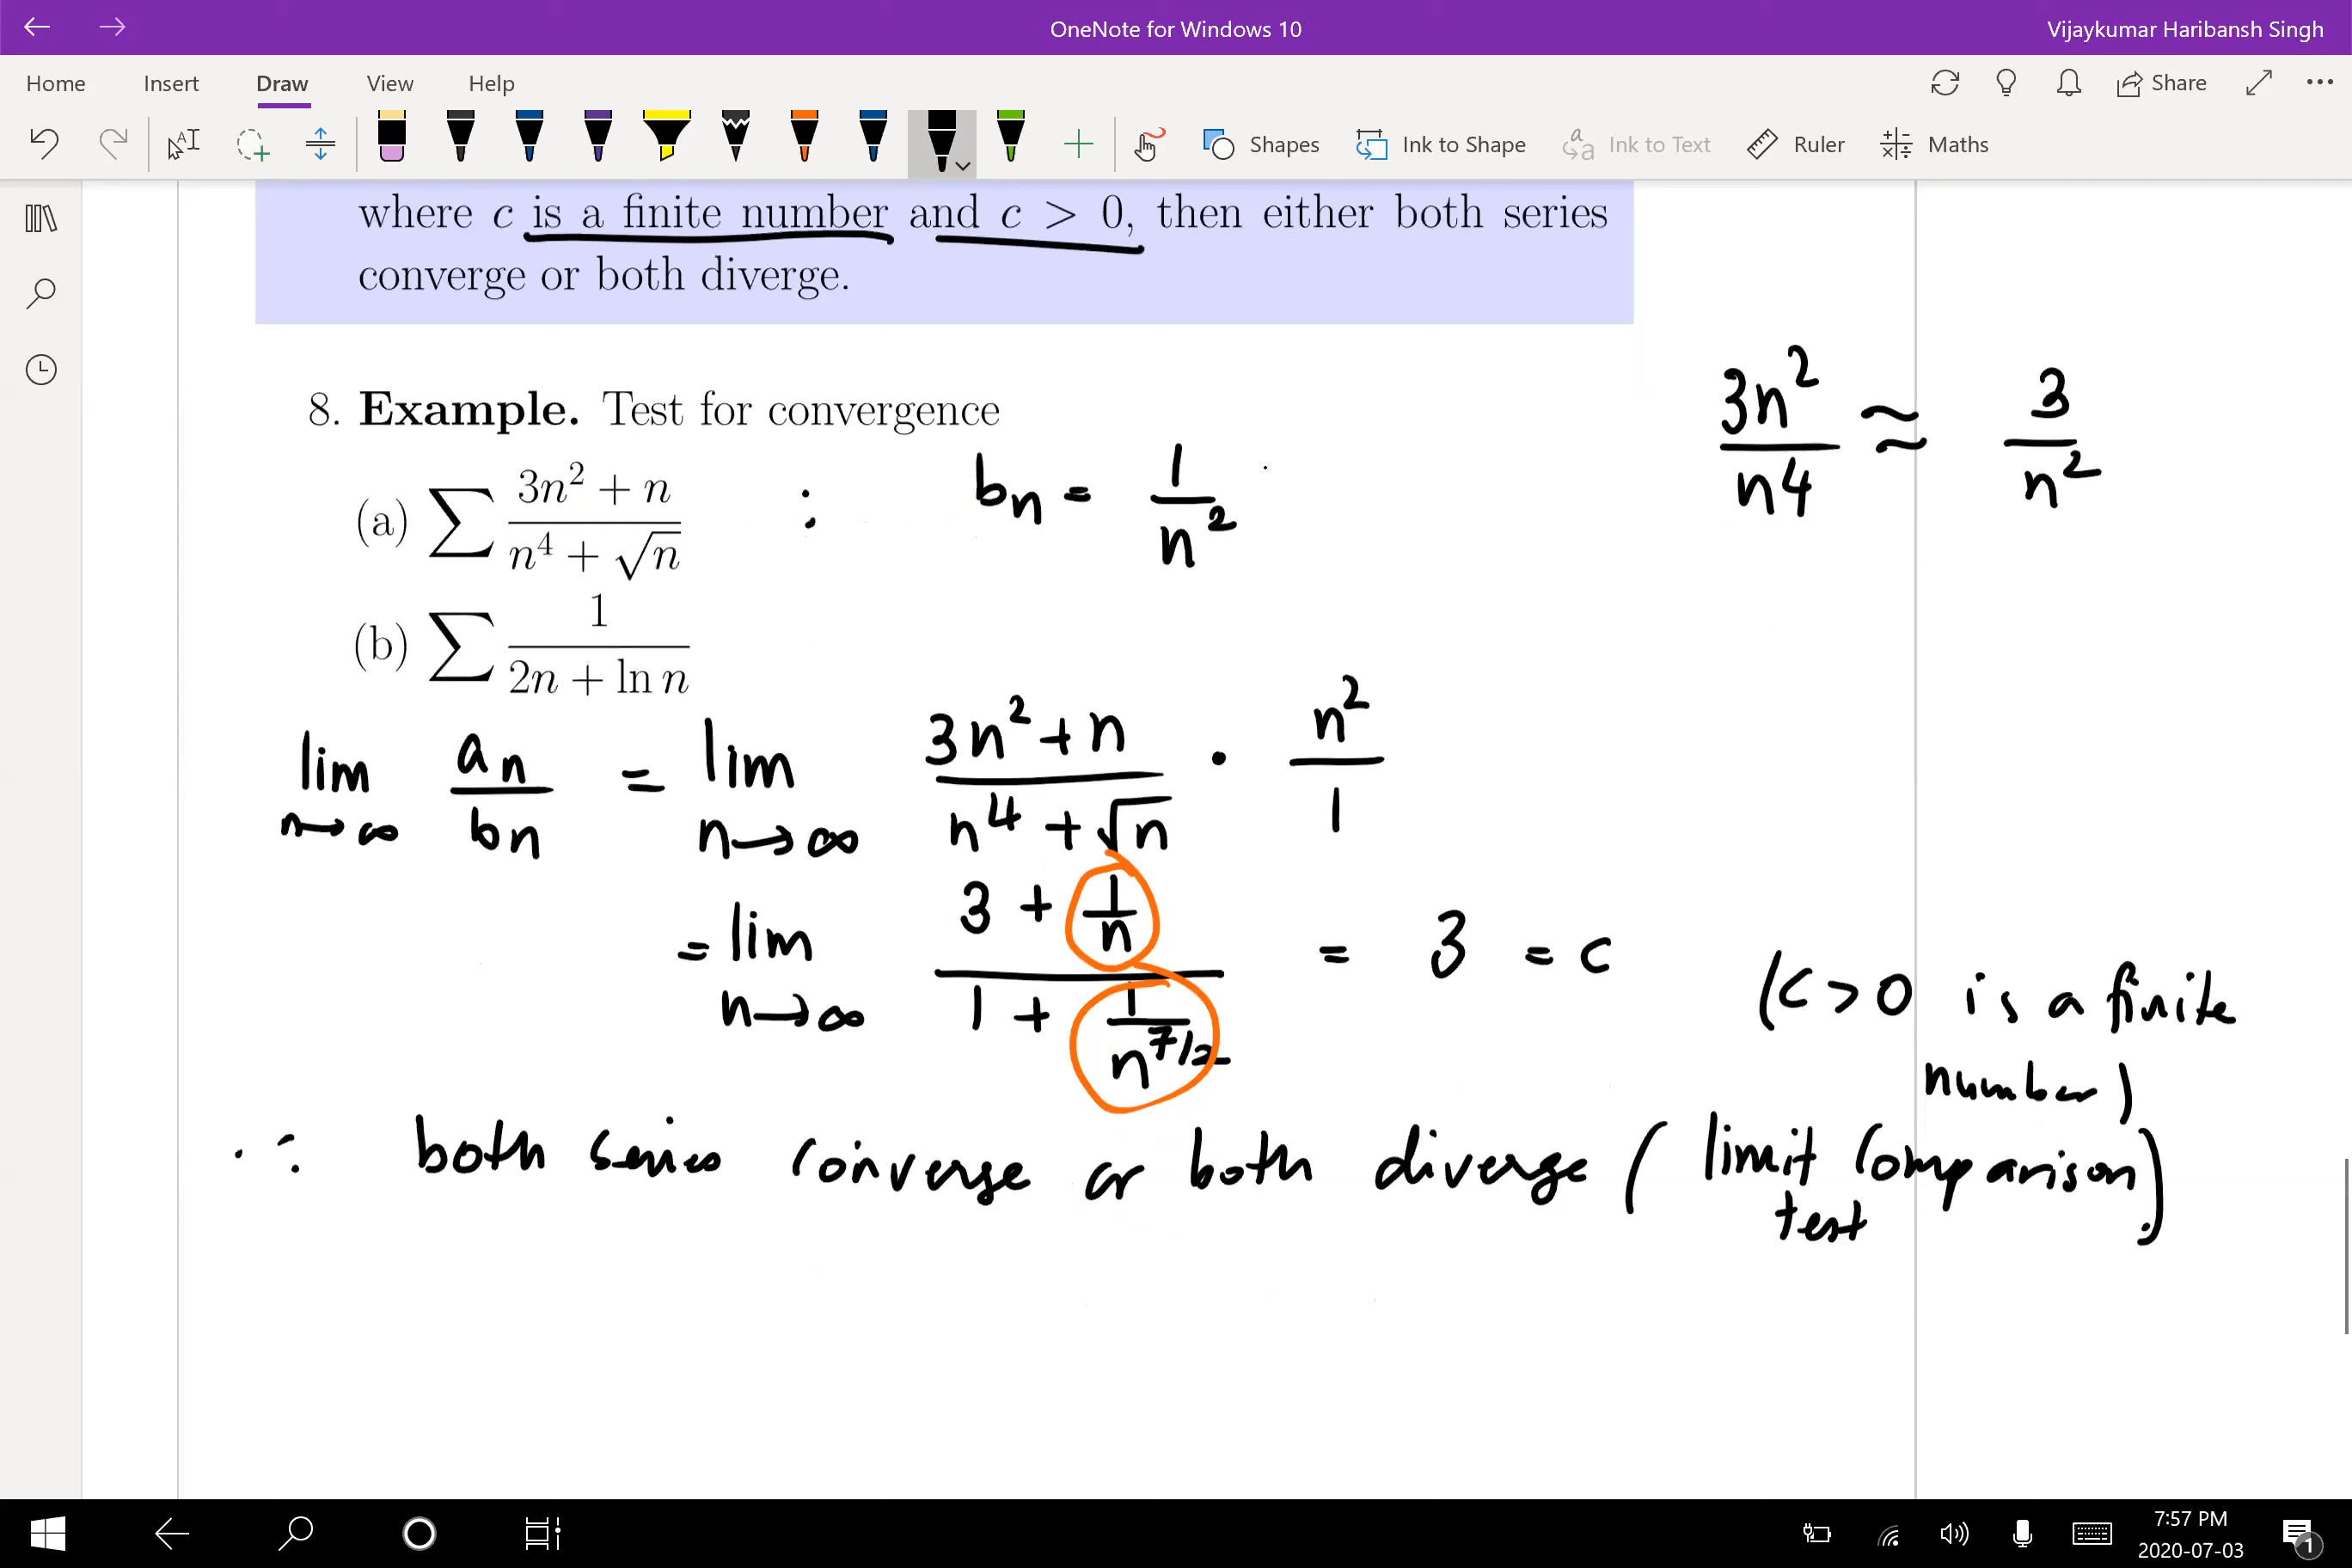 OneNote for Windows 10
Vijaykumar Haribansh Singh
Home Insert Draw View Help
Share
Shapes Ink to Shape Ink to Text Ruler Maths
where c is a finite number and c > 0, then either both series
converge or both diverge.
8. Example. Test for convergence
(a) ∑ (3n² + n)/(n⁴ + √n) : bn = 1/n²
3n²/n4 ≈ 3/n²
(b) ∑ 1/(2n + ln n)
lim n→∞ an/bn = lim n→∞ (3n² + n)/(n⁴ + √n) · n²/1
= lim n→∞ (3 + 1/n)/(1 + 1/n^7/2) = 3 = c
(c > 0 is a finite
number)
∴ both series converge or both diverge (limit comparison
test)
7:57 PM
2020-07-03
1